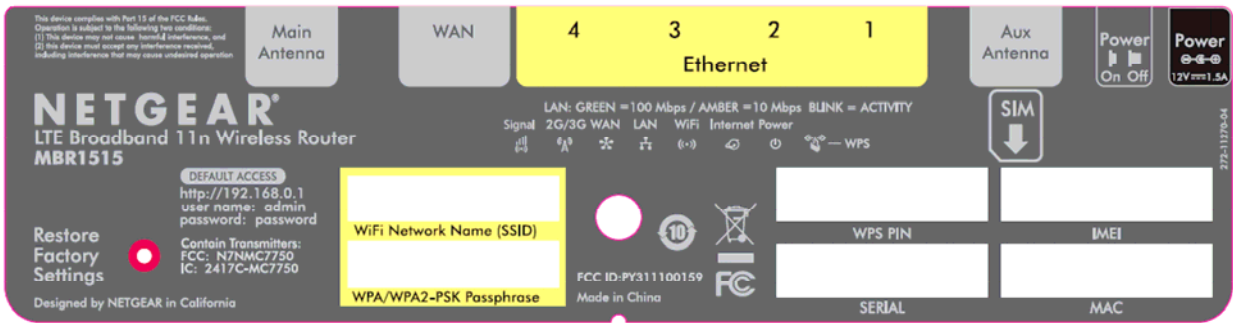 This device complies with Part 15 of the FCC Rules.
Operation is subject to the following two conditions:
(1) This device may not cause harmful interference, and
(2) this device must accept any interference received,
including interference that may cause undesired operation
Main
Antenna
WAN
4 3 2 1
Ethernet
Aux
Antenna
Power
On Off
Power
12V 1.5A
NETGEAR®
LTE Broadband 11n Wireless Router
MBR1515
LAN: GREEN =100 Mbps / AMBER =10 Mbps BLINK = ACTIVITY
Signal 2G/3G WAN LAN WiFi Internet Power
— WPS
SIM
272-11270-04
DEFAULT ACCESS
http://192.168.0.1
user name: admin
password: password
Restore
Factory
Settings
Contain Transmitters:
FCC: N7NMC7750
IC: 2417C-MC7750
Designed by NETGEAR in California
WiFi Network Name (SSID)
WPA/WPA2-PSK Passphrase
10
FCC ID:PY311100159
Made in China
FC
WPS PIN
IMEI
SERIAL
MAC